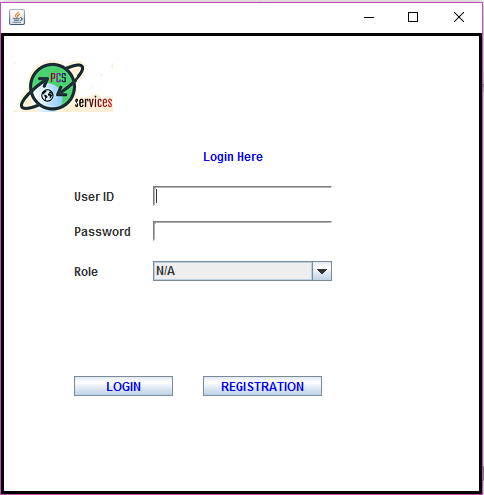 PCS
services
Login Here
User ID
Password
Role
N/A
LOGIN
REGISTRATION